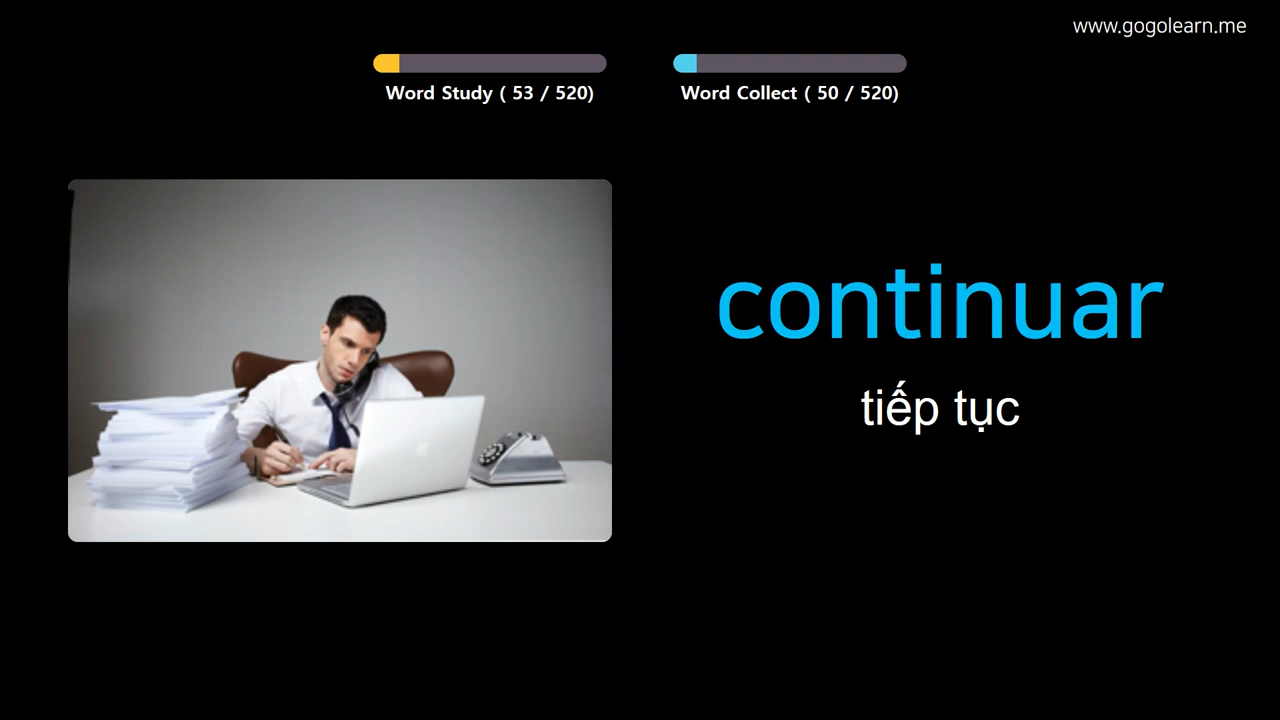 www.gogolearn.me
Word Study ( 53 / 520)
Word Collect ( 50 / 520)
continuar
tiếp tục